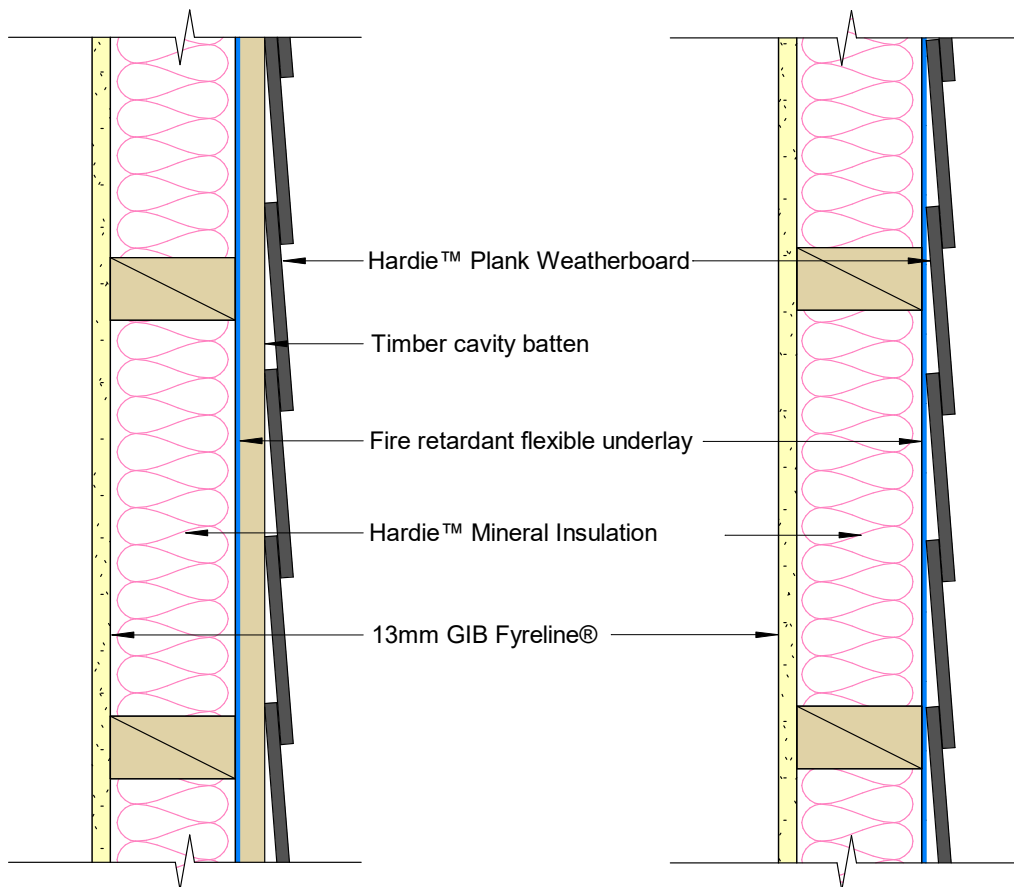 Hardie™ Plank Weatherboard
Timber cavity batten
Fire retardant flexible underlay
Hardie™ Mineral Insulation
13mm GIB Fyreline®